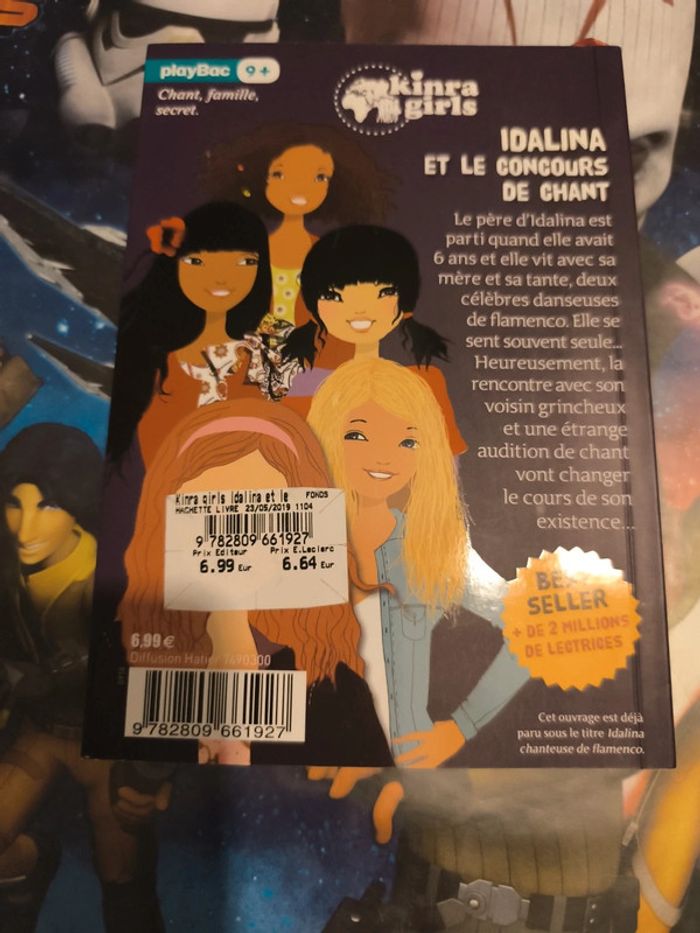 playBac 9+
Chant, famille,
secret.
kinra
girls
IDALINA
ET LE CONCOURS
DE CHANT
Le père d'Idalina est
parti quand elle avait
6 ans et elle vit avec sa
mère et sa tante, deux
célèbres danseuses
de flamenco. Elle se
sent souvent seule...
Heureusement, la
rencontre avec son
voisin grincheux
et une étrange
audition de chant
vont changer
le cours de son
existence...
Kinra girls Idalina et le FONDS
HACHETTE LIVRE 23/05/2019 1104
9 782809 661927
Prix Editeur Prix E.Leclerc
6.99 Eur 6.64 Eur
BEST
SELLER
+ DE 2 MILLIONS
DE LECTRICES
6,99 €
Diffusion Hatier 7490300
9 782809 661927
Cet ouvrage est déjà
paru sous le titre Idalina
chanteuse de flamenco.